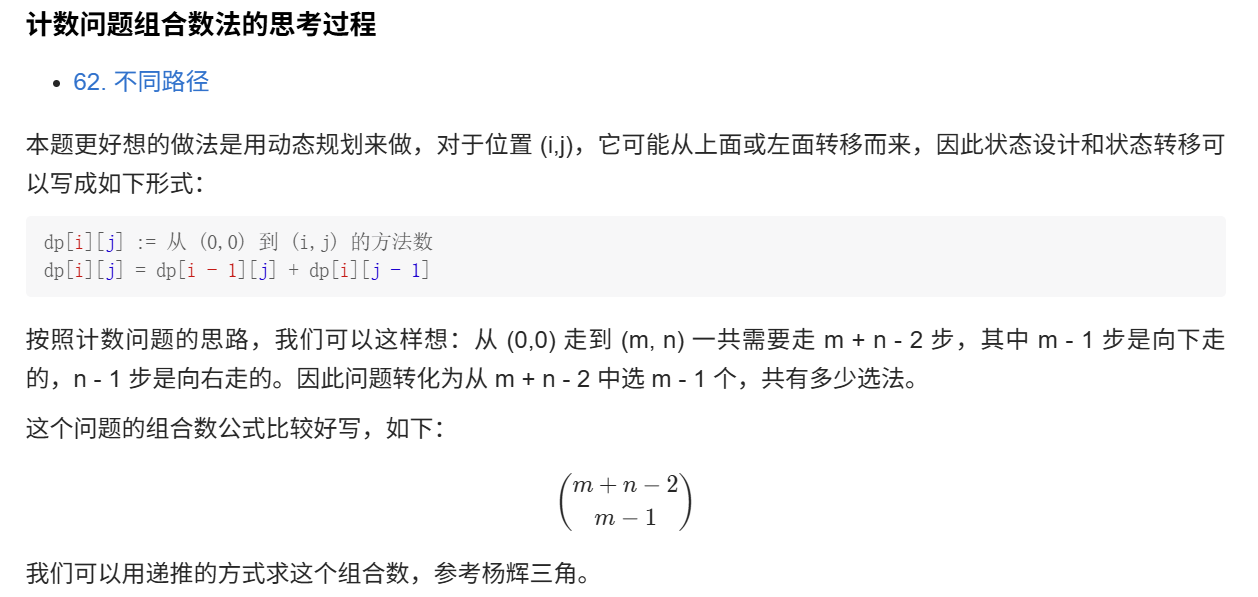 计数问题组合数法的思考过程
• 62. 不同路径
本题更好想的做法是用动态规划来做，对于位置 (i,j)，它可能从上面或左面转移而来，因此状态设计和状态转移可
以写成如下形式：
dp[i][j] := 从 (0,0) 到 (i,j) 的方法数
dp[i][j] = dp[i - 1][j] + dp[i][j - 1]
按照计数问题的思路，我们可以这样想：从 (0,0) 走到 (m, n) 一共需要走 m + n - 2 步，其中 m - 1 步是向下走
的，n - 1 步是向右走的。因此问题转化为从 m + n - 2 中选 m - 1 个，共有多少选法。
这个问题的组合数公式比较好写，如下：
m + n − 2
m − 1
我们可以用递推的方式求这个组合数，参考杨辉三角。